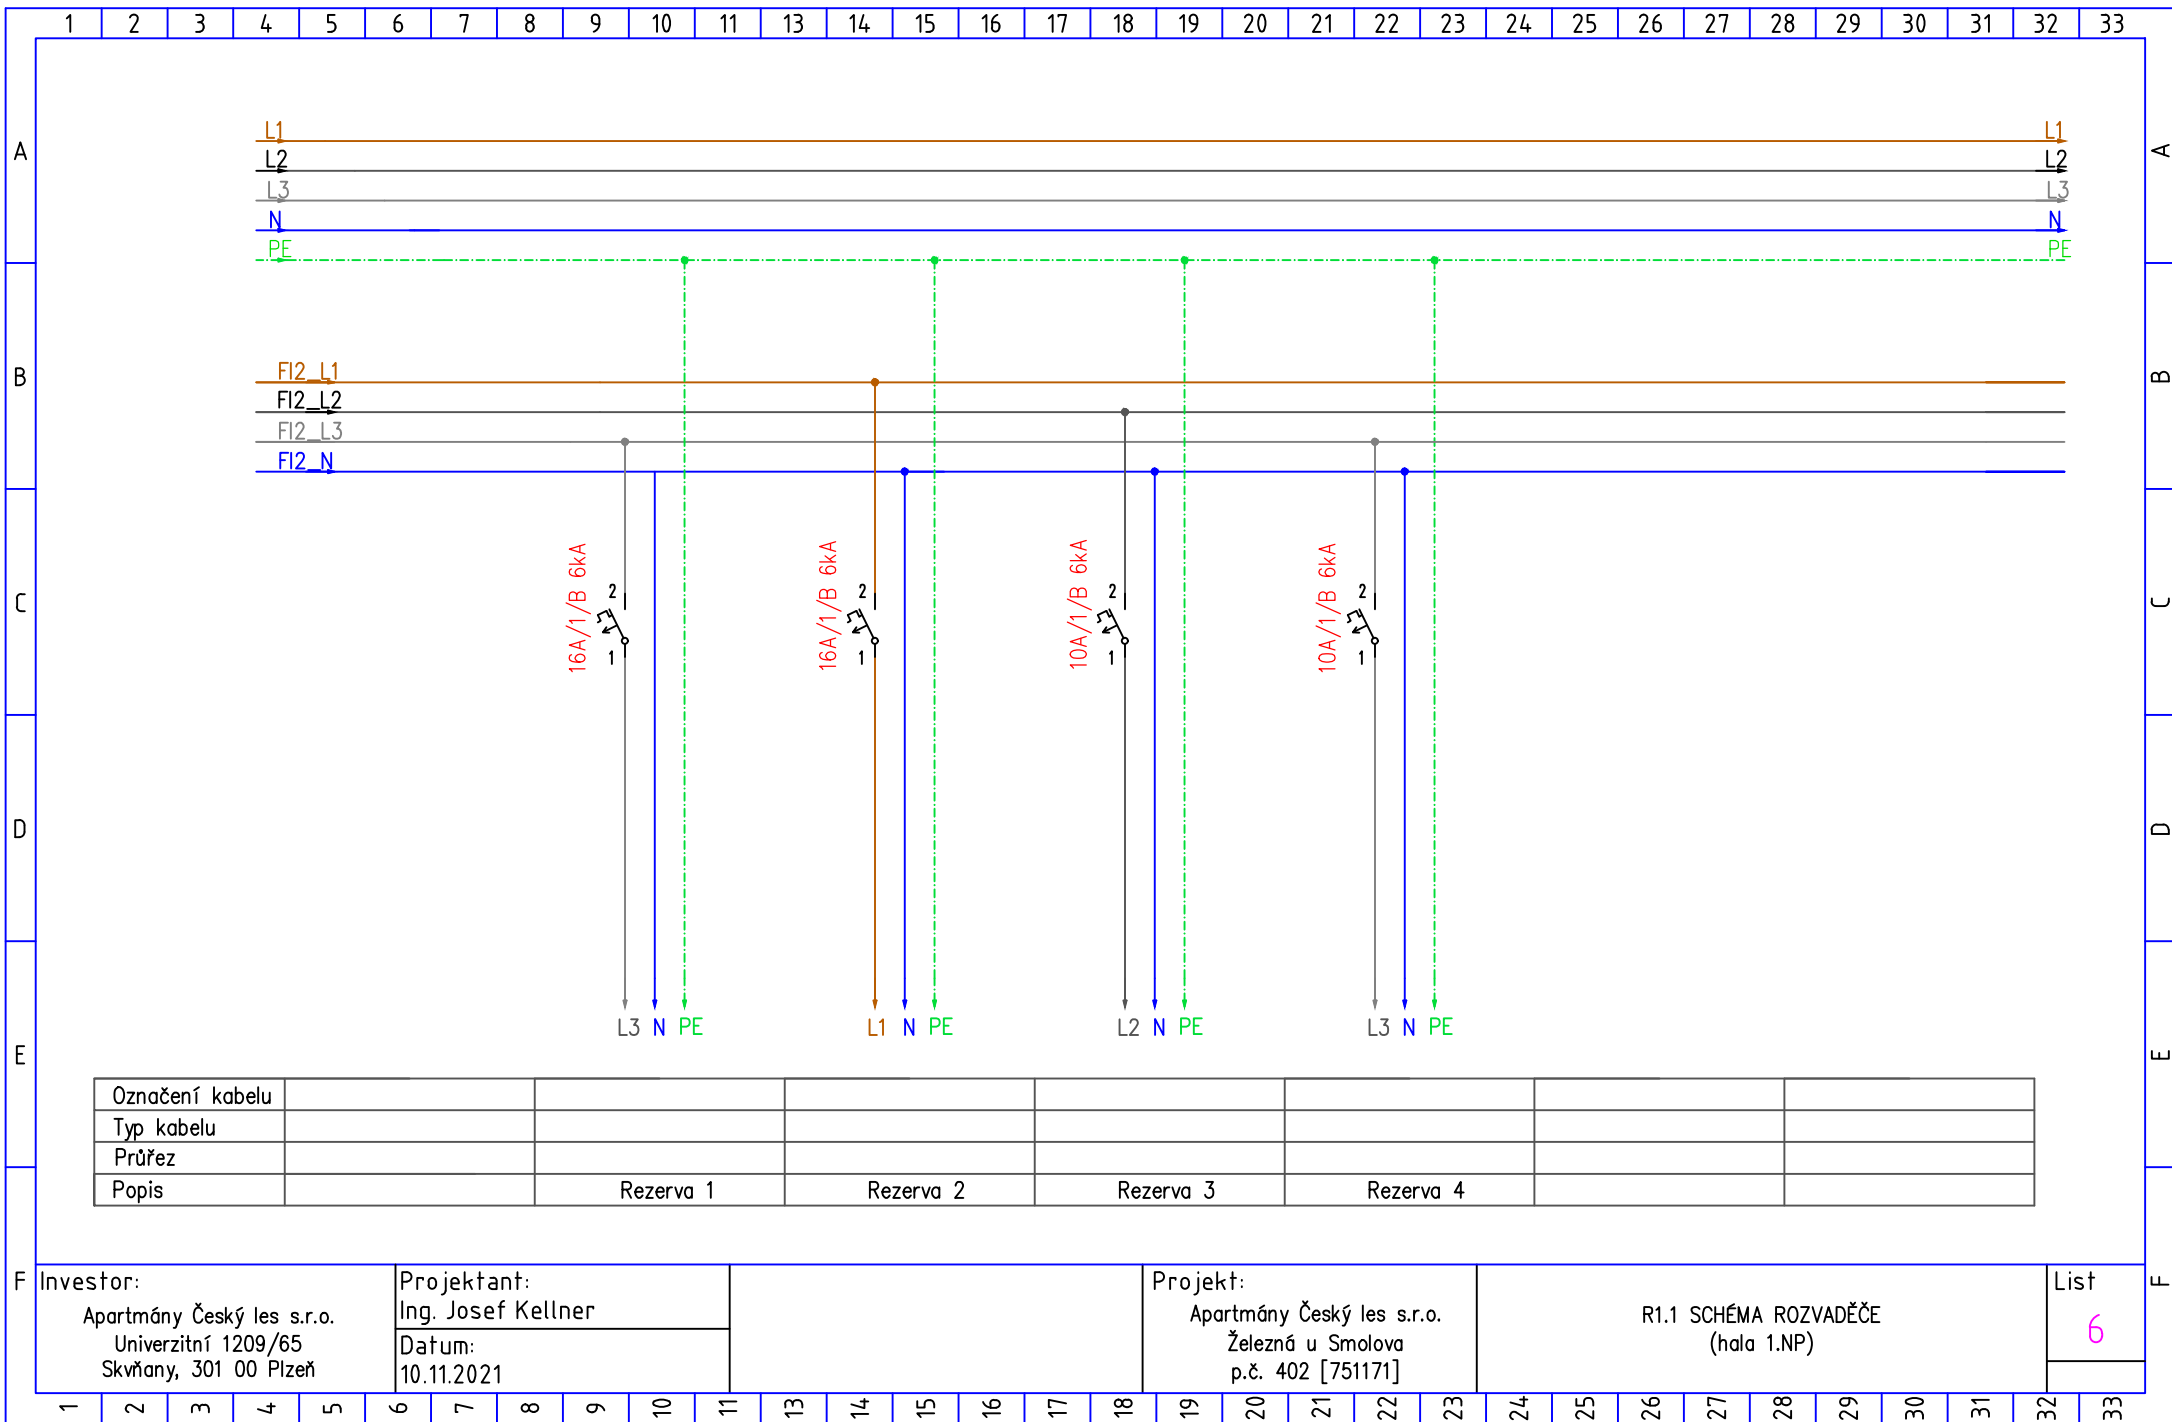 1 2 3 4 5 6 7 8 9 10 11 13 14 15 16 17 18 19 20 21 22 23 24 25 26 27 28 29 30 31 32 33
A A
L1 L1
L2 L2
L3 L3
N N
PE PE
B B
FI2_L1
FI2_L2
FI2_L3
FI2_N
C C
16A/1/B 6kA 2 1
16A/1/B 6kA 2 1
10A/1/B 6kA 2 1
10A/1/B 6kA 2 1
D D
L3 N PE L1 N PE L2 N PE L3 N PE
E E
Označení kabelu
Typ kabelu
Průřez
Popis Rezerva 1 Rezerva 2 Rezerva 3 Rezerva 4
F F
Investor:
Apartmány Český les s.r.o.
Univerzitní 1209/65
Skvňany, 301 00 Plzeň
Projektant:
Ing. Josef Kellner
Datum:
10.11.2021
Projekt:
Apartmány Český les s.r.o.
Železná u Smolova
p.č. 402 [751171]
R1.1 SCHÉMA ROZVADĚČE
(hala 1.NP)
List
6
1 2 3 4 5 6 7 8 9 10 11 13 14 15 16 17 18 19 20 21 22 23 24 25 26 27 28 29 30 31 32 33